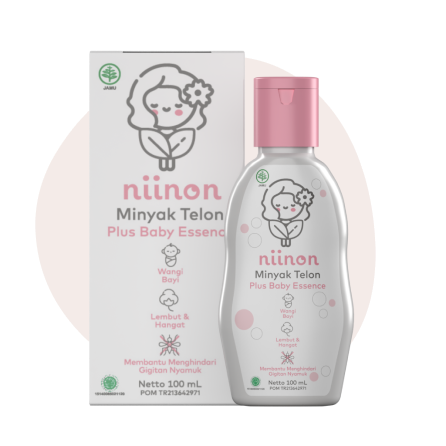 JAMU
niinon
Minyak Telon
Plus Baby Essence
Wangi
Bayi
Lembut &
Hangat
Membantu Menghindari
Gigitan Nyamuk
Netto 100 mL
POM TR213642971
JAMU
niinon
Minyak Telon
Plus Baby Essence
Wangi
Bayi
Lembut &
Hangat
Membantu Menghindari
Gigitan Nyamuk
Netto 100 mL
POM TR213642971